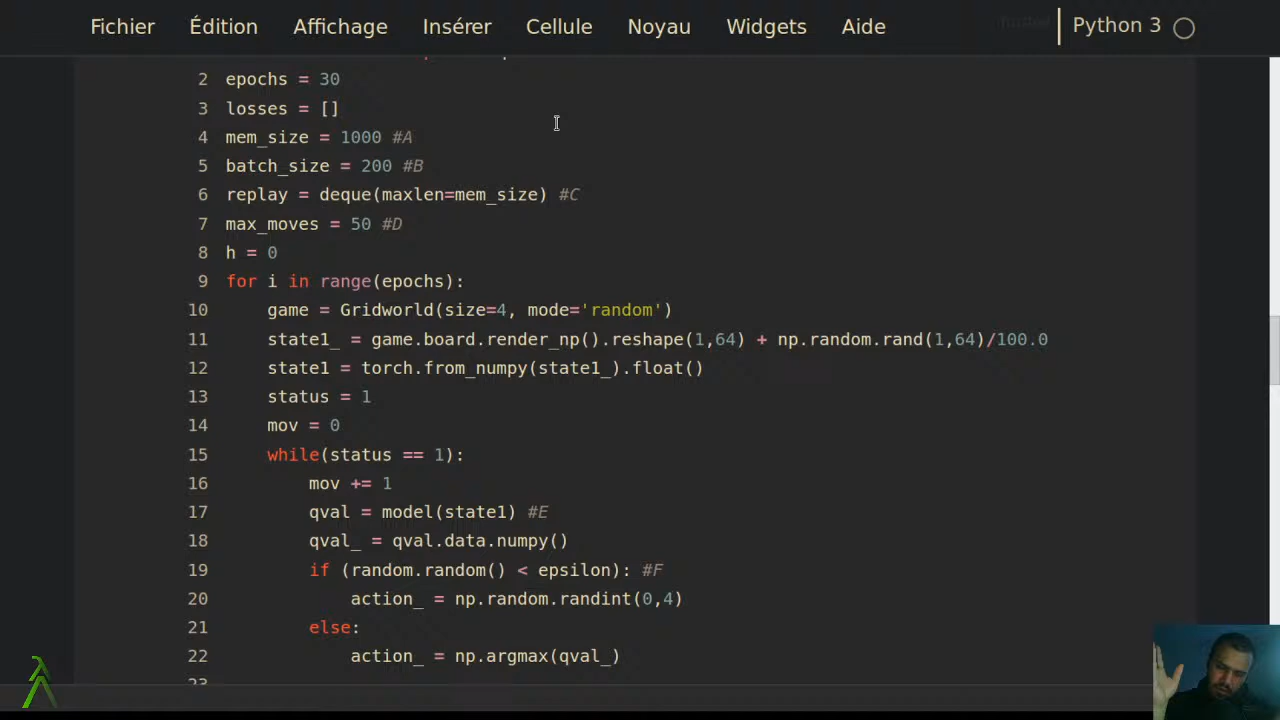 Fichier Édition Affichage Insérer Cellule Noyau Widgets Aide Python 3
2 epochs = 30
3 losses = []
4 mem_size = 1000 #A
5 batch_size = 200 #B
6 replay = deque(maxlen=mem_size) #C
7 max_moves = 50 #D
8 h = 0
9 for i in range(epochs):
10 game = Gridworld(size=4, mode='random')
11 state1_ = game.board.render_np().reshape(1,64) + np.random.rand(1,64)/100.0
12 state1 = torch.from_numpy(state1_).float()
13 status = 1
14 mov = 0
15 while(status == 1):
16 mov += 1
17 qval = model(state1) #E
18 qval_ = qval.data.numpy()
19 if (random.random() < epsilon): #F
20 action_ = np.random.randint(0,4)
21 else:
22 action_ = np.argmax(qval_)